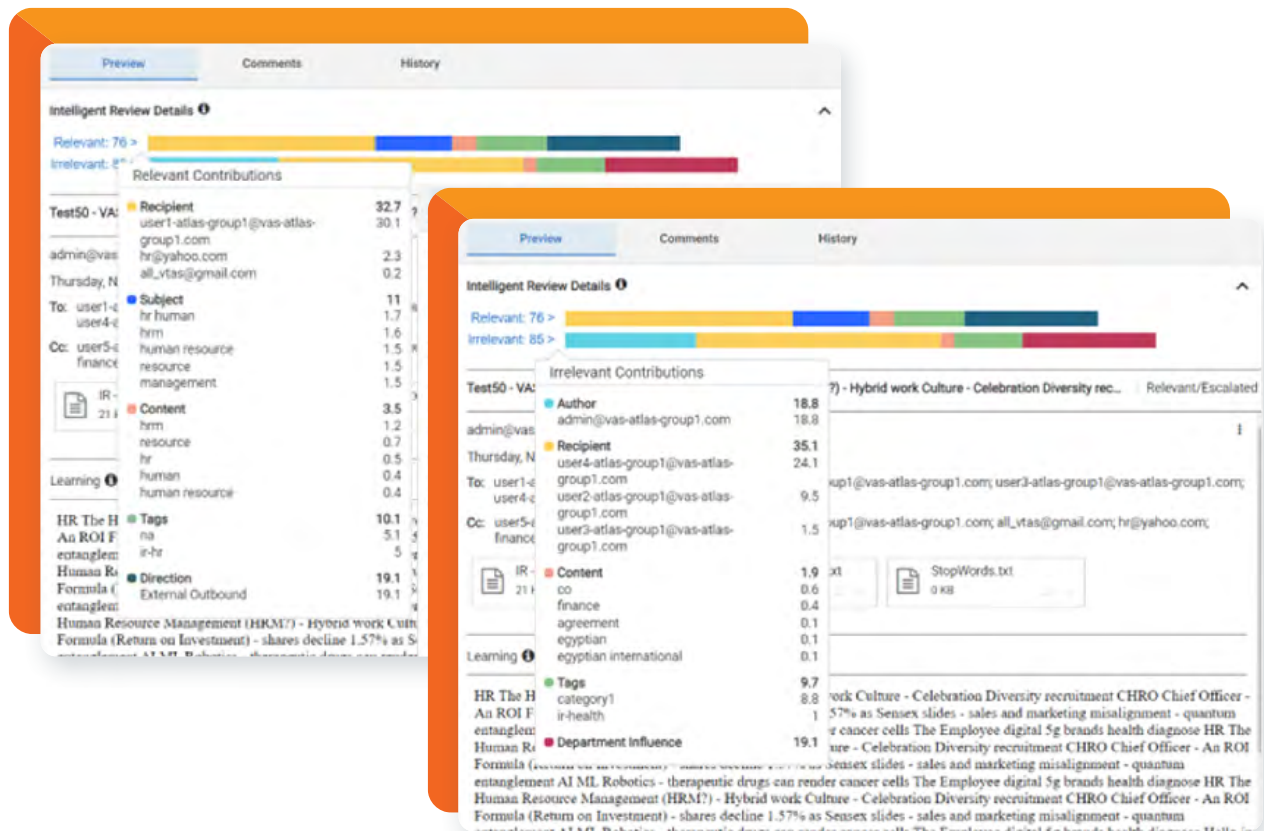 Preview Comments History
Intelligent Review Details
Relevant: 76 >
Irrelevant: 8
Relevant Contributions
Recipient 32.7
user1-atlas-group1@vas-atlas- 30.1
group1.com
hr@yahoo.com 2.3
all_vtas@gmail.com 0.2
Subject 11
hr human 1.7
hrm 1.6
human resource 1.5
resource 1.5
management 1.5
Content 3.5
hrm 1.2
resource 0.7
hr 0.5
human 0.4
human resource 0.4
Tags 10.1
na 5.1
ir-hr 5
Direction 19.1
External Outbound 19.1
Test50 - VA
admin@vas
Thursday, N
To: user1-a
user4-a
Cc: user5-a
finance
IR -
21
Learning
HR The H
An ROI F
entanglem
Human Re
Formula (
entanglem
Human Resource Management (HRM?) - Hybrid work Cult
Formula (Return on Investment) - shares decline 1.57% as S
Preview Comments History
Intelligent Review Details
Relevant: 76 >
Irrelevant: 85 >
Irrelevant Contributions
Author 18.8
admin@vas-atlas-group1.com 18.8
Recipient 35.1
user4-atlas-group1@vas-atlas- 24.1
group1.com
user2-atlas-group1@vas-atlas- 9.5
group1.com
user3-atlas-group1@vas-atlas- 1.5
group1.com
Content 1.9
co 0.6
finance 0.4
agreement 0.1
egyptian 0.1
egyptian international 0.1
Tags 9.7
category1 8.8
ir-health 1
Department Influence 19.1
Test50 - VA ?) - Hybrid work Culture - Celebration Diversity rec... Relevant/Escalated
admin@vas
Thursday, N
To: user1-a oup1@vas-atlas-group1.com; user3-atlas-group1@vas-atlas-group1.com;
user4-a
Cc: user5-a oup1@vas-atlas-group1.com; all_vtas@gmail.com; hr@yahoo.com;
finance
IR - xt StopWords.txt
21 0 KB
Learning
HR The H ork Culture - Celebration Diversity recruitment CHRO Chief Officer -
An ROI F 57% as Sensex slides - sales and marketing misalignment - quantum
entanglem r cancer cells The Employee digital 5g brands health diagnose HR The
Human Re ure - Celebration Diversity recruitment CHRO Chief Officer - An ROI
Formula (Return on Investment) - shares decline 1.57% as Sensex slides - sales and marketing misalignment - quantum
entanglement AI ML Robotics - therapeutic drugs can render cancer cells The Employee digital 5g brands health diagnose HR The
Human Resource Management (HRM?) - Hybrid work Culture - Celebration Diversity recruitment CHRO Chief Officer - An ROI
Formula (Return on Investment) - shares decline 1.57% as Sensex slides - sales and marketing misalignment - quantum